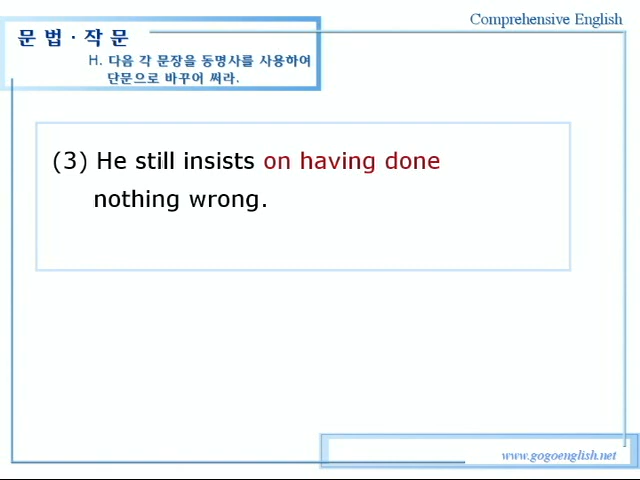 Comprehensive English
문 법 · 작 문
H. 다음 각 문장을 동명사를 사용하여
단문으로 바꾸어 써라.
(3) He still insists on having done
nothing wrong.
www.gogoenglish.net